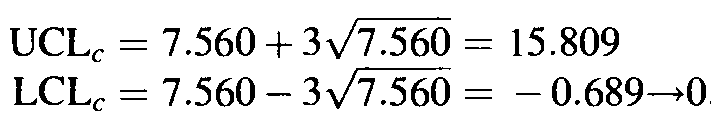 UCL_c = 7.560 + 3√7.560 = 15.809
LCL_c = 7.560 − 3√7.560 = −0.689→0.